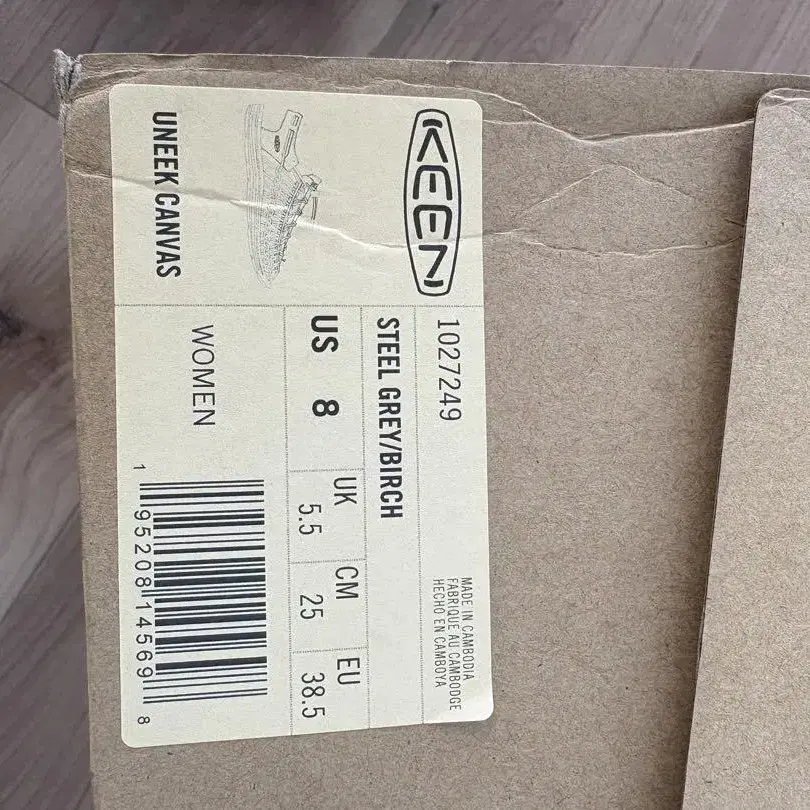 KEEN
UNEEK CANVAS
1027249
MADE IN CAMBODIA
FABRIQUE AU CAMBODGE
HECHO EN CAMBOYA
STEEL GREY/BIRCH
US 8
UK 5.5
CM 25
EU 38.5
WOMEN
1 95208 14569 8